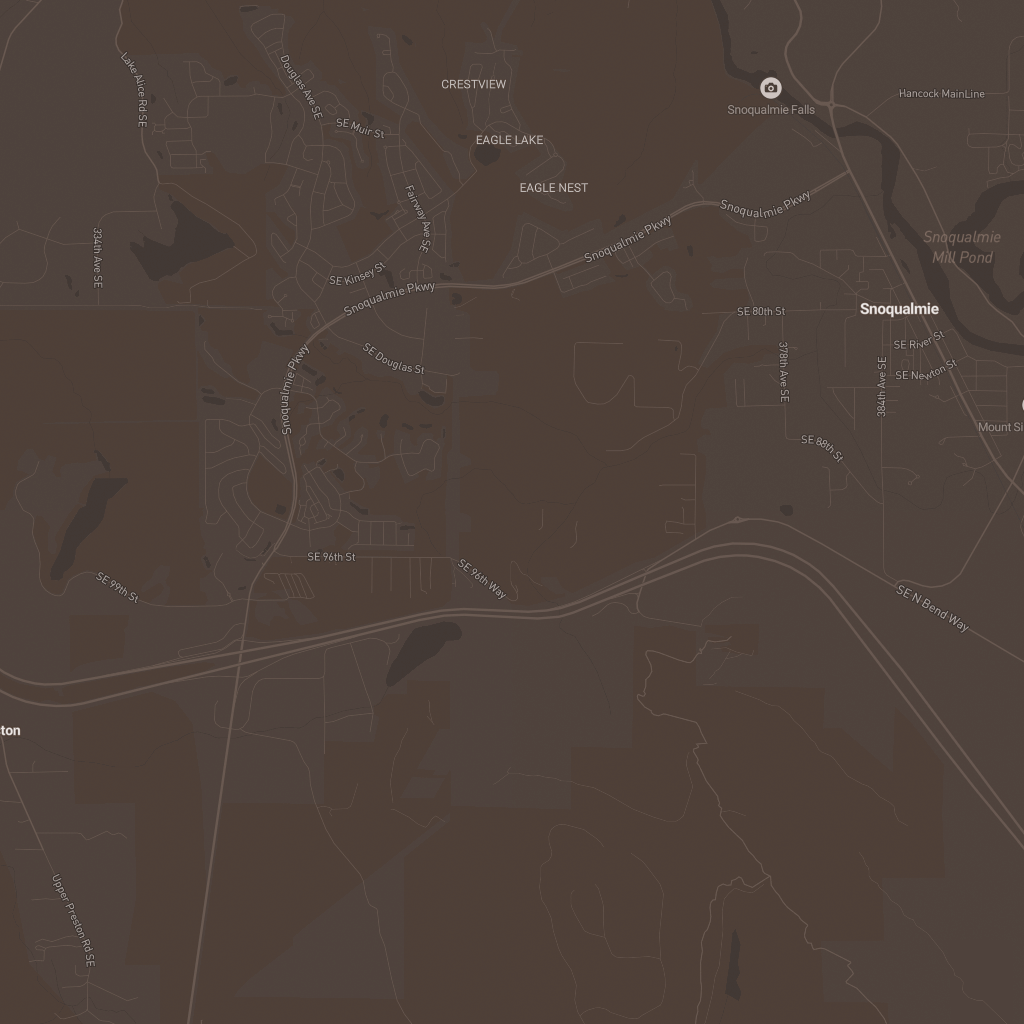 Lake Alice Rd SE
Douglas Ave SE
CRESTVIEW
Snoqualmie Falls
Hancock MainLine
SE Muir St
EAGLE LAKE
EAGLE NEST
Fairway Ave SE
Snoqualmie Pkwy
Snoqualmie Pkwy
334th Ave SE
Snoqualmie
Mill Pond
SE Kinsey St
Snoqualmie Pkwy
SE 80th St
Snoqualmie
SE River St
SE Douglas St
378th Ave SE
384th Ave SE
SE Newton St
Snoqualmie Pkwy
Mount Si
SE 88th St
SE 96th St
SE 96th Way
SE 99th St
SE N Bend Way
ton
Upper Preston Rd SE